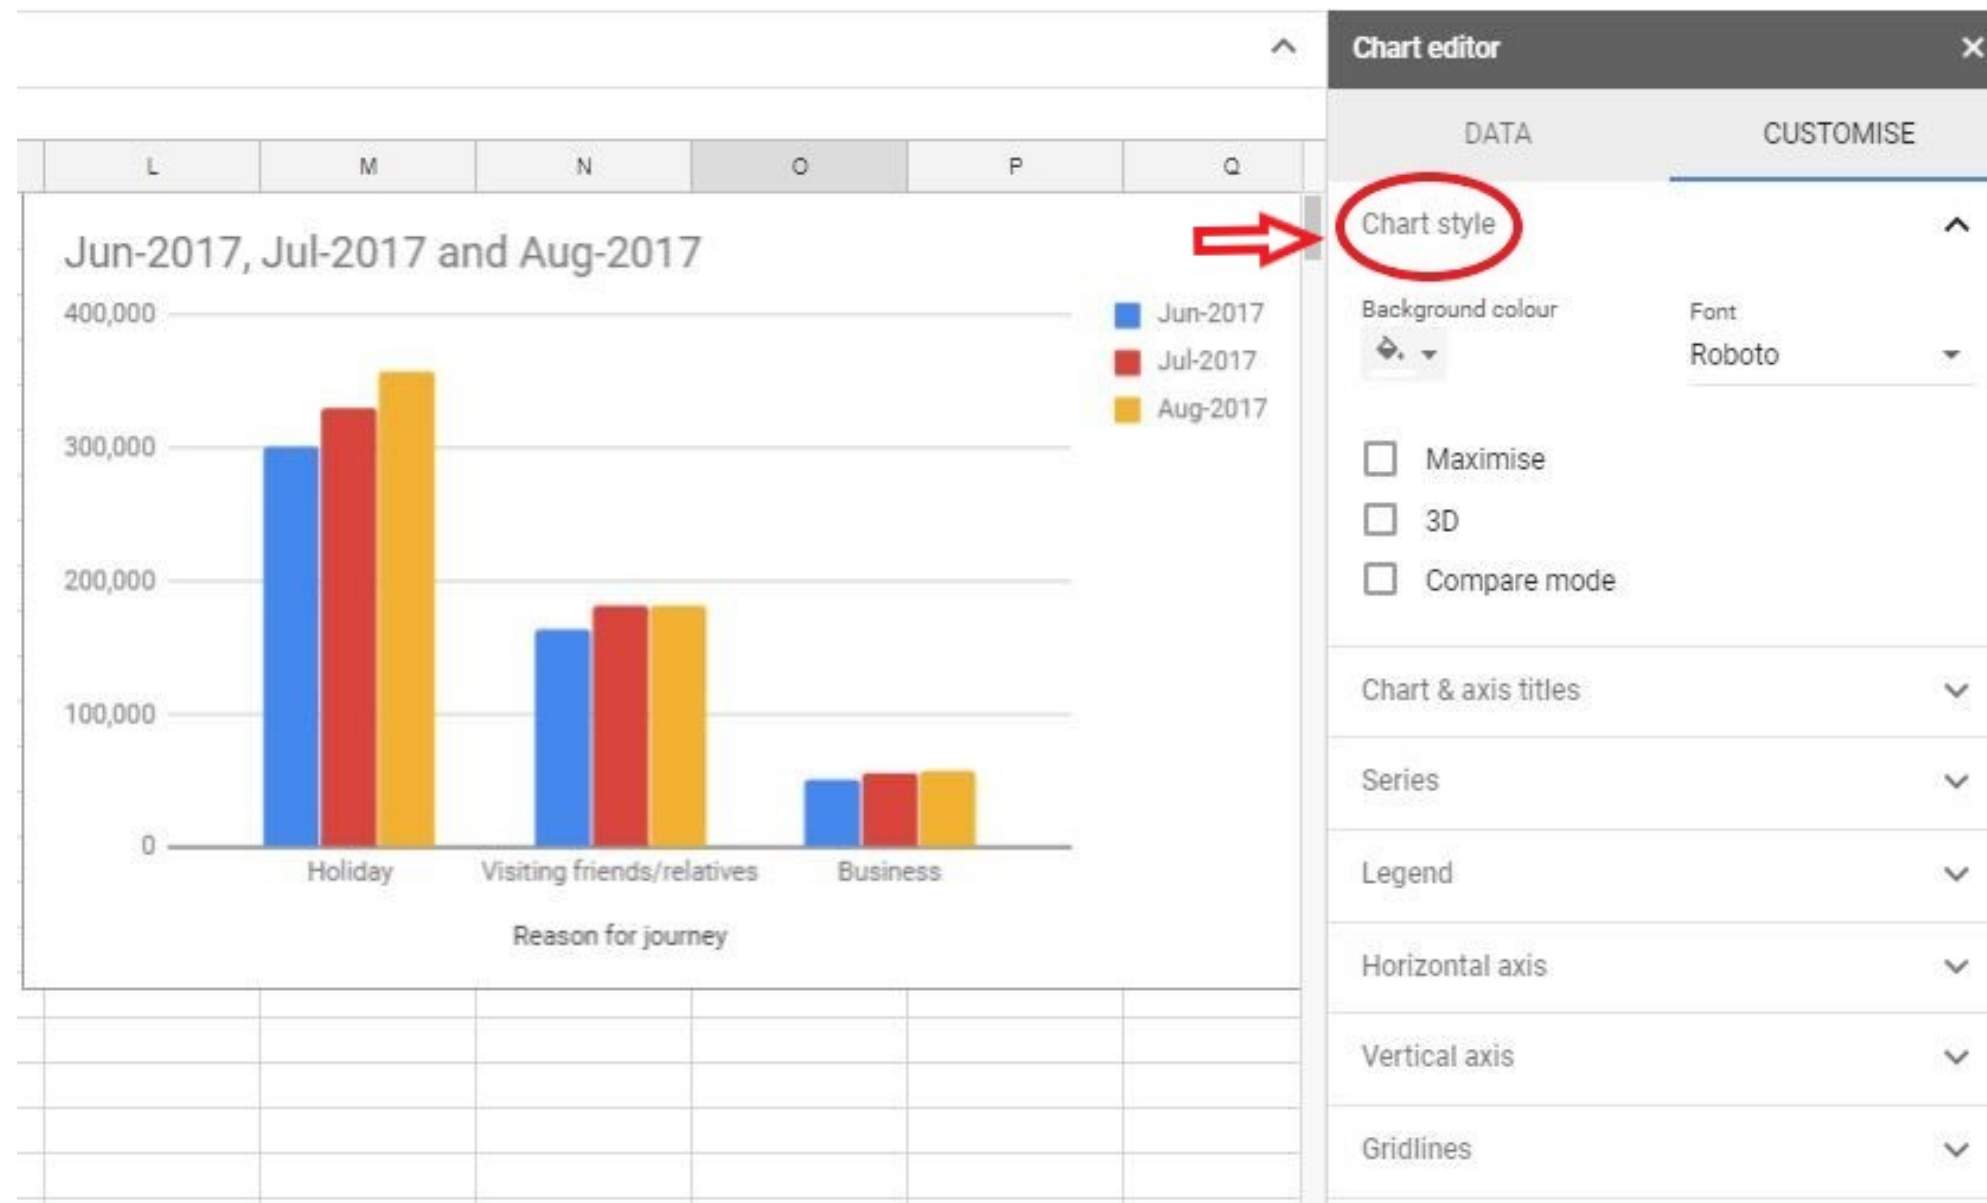 Chart editor
DATA CUSTOMISE
L M N O P Q
Chart style
Jun-2017, Jul-2017 and Aug-2017
400,000
300,000
200,000
100,000
0
Jun-2017
Jul-2017
Aug-2017
Holiday Visiting friends/relatives Business
Reason for journey
Background colour Font
Roboto
Maximise
3D
Compare mode
Chart & axis titles
Series
Legend
Horizontal axis
Vertical axis
Gridlines